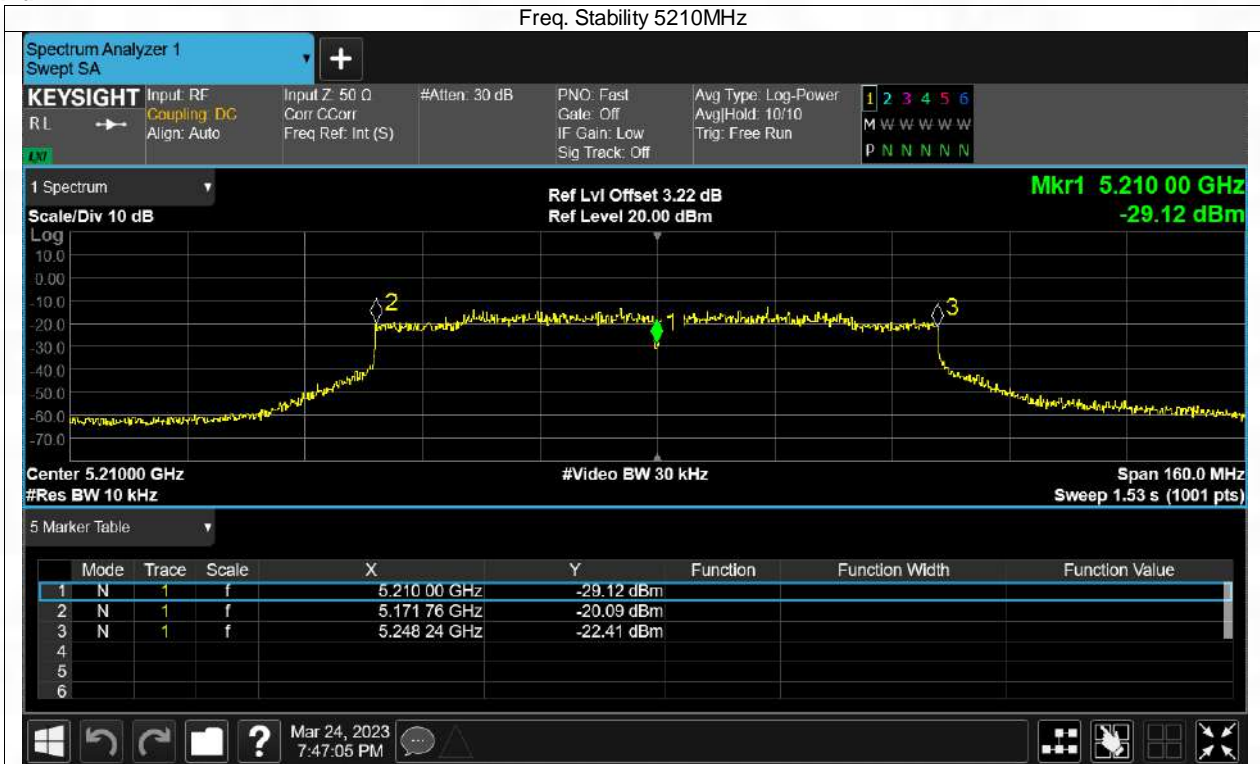 Freq. Stability 5210MHz
Spectrum Analyzer 1
Swept SA
+
KEYSIGHT
RL
LXI
Input: RF
Coupling: DC
Align: Auto
Input Z: 50 Ω
Corr CCorr
Freq Ref: Int (S)
#Atten: 30 dB
PNO: Fast
Gate: Off
IF Gain: Low
Sig Track: Off
Avg Type: Log-Power
Avg|Hold: 10/10
Trig: Free Run
1 2 3 4 5 6
M W W W W W
P N N N N N
1 Spectrum
Scale/Div 10 dB
Ref Lvl Offset 3.22 dB
Ref Level 20.00 dBm
Mkr1 5.210 00 GHz
-29.12 dBm
Log
10.0
0.00
-10.0
-20.0
-30.0
-40.0
-50.0
-60.0
-70.0
2
1
3
Center 5.21000 GHz
#Res BW 10 kHz
#Video BW 30 kHz
Span 160.0 MHz
Sweep 1.53 s (1001 pts)
5 Marker Table
Mode Trace Scale X Y Function Function Width Function Value
1 N 1 f 5.210 00 GHz -29.12 dBm
2 N 1 f 5.171 76 GHz -20.09 dBm
3 N 1 f 5.248 24 GHz -22.41 dBm
4
5
6
?
Mar 24, 2023
7:47:05 PM